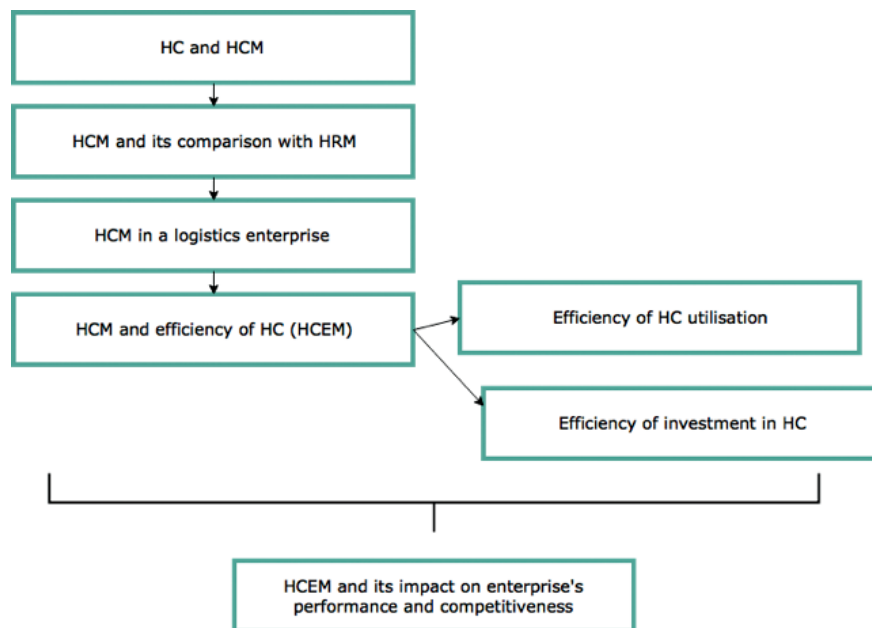 HC and HCM
HCM and its comparison with HRM
HCM in a logistics enterprise
HCM and efficiency of HC (HCEM)
Efficiency of HC utilisation
Efficiency of investment in HC
HCEM and its impact on enterprise's
performance and competitiveness